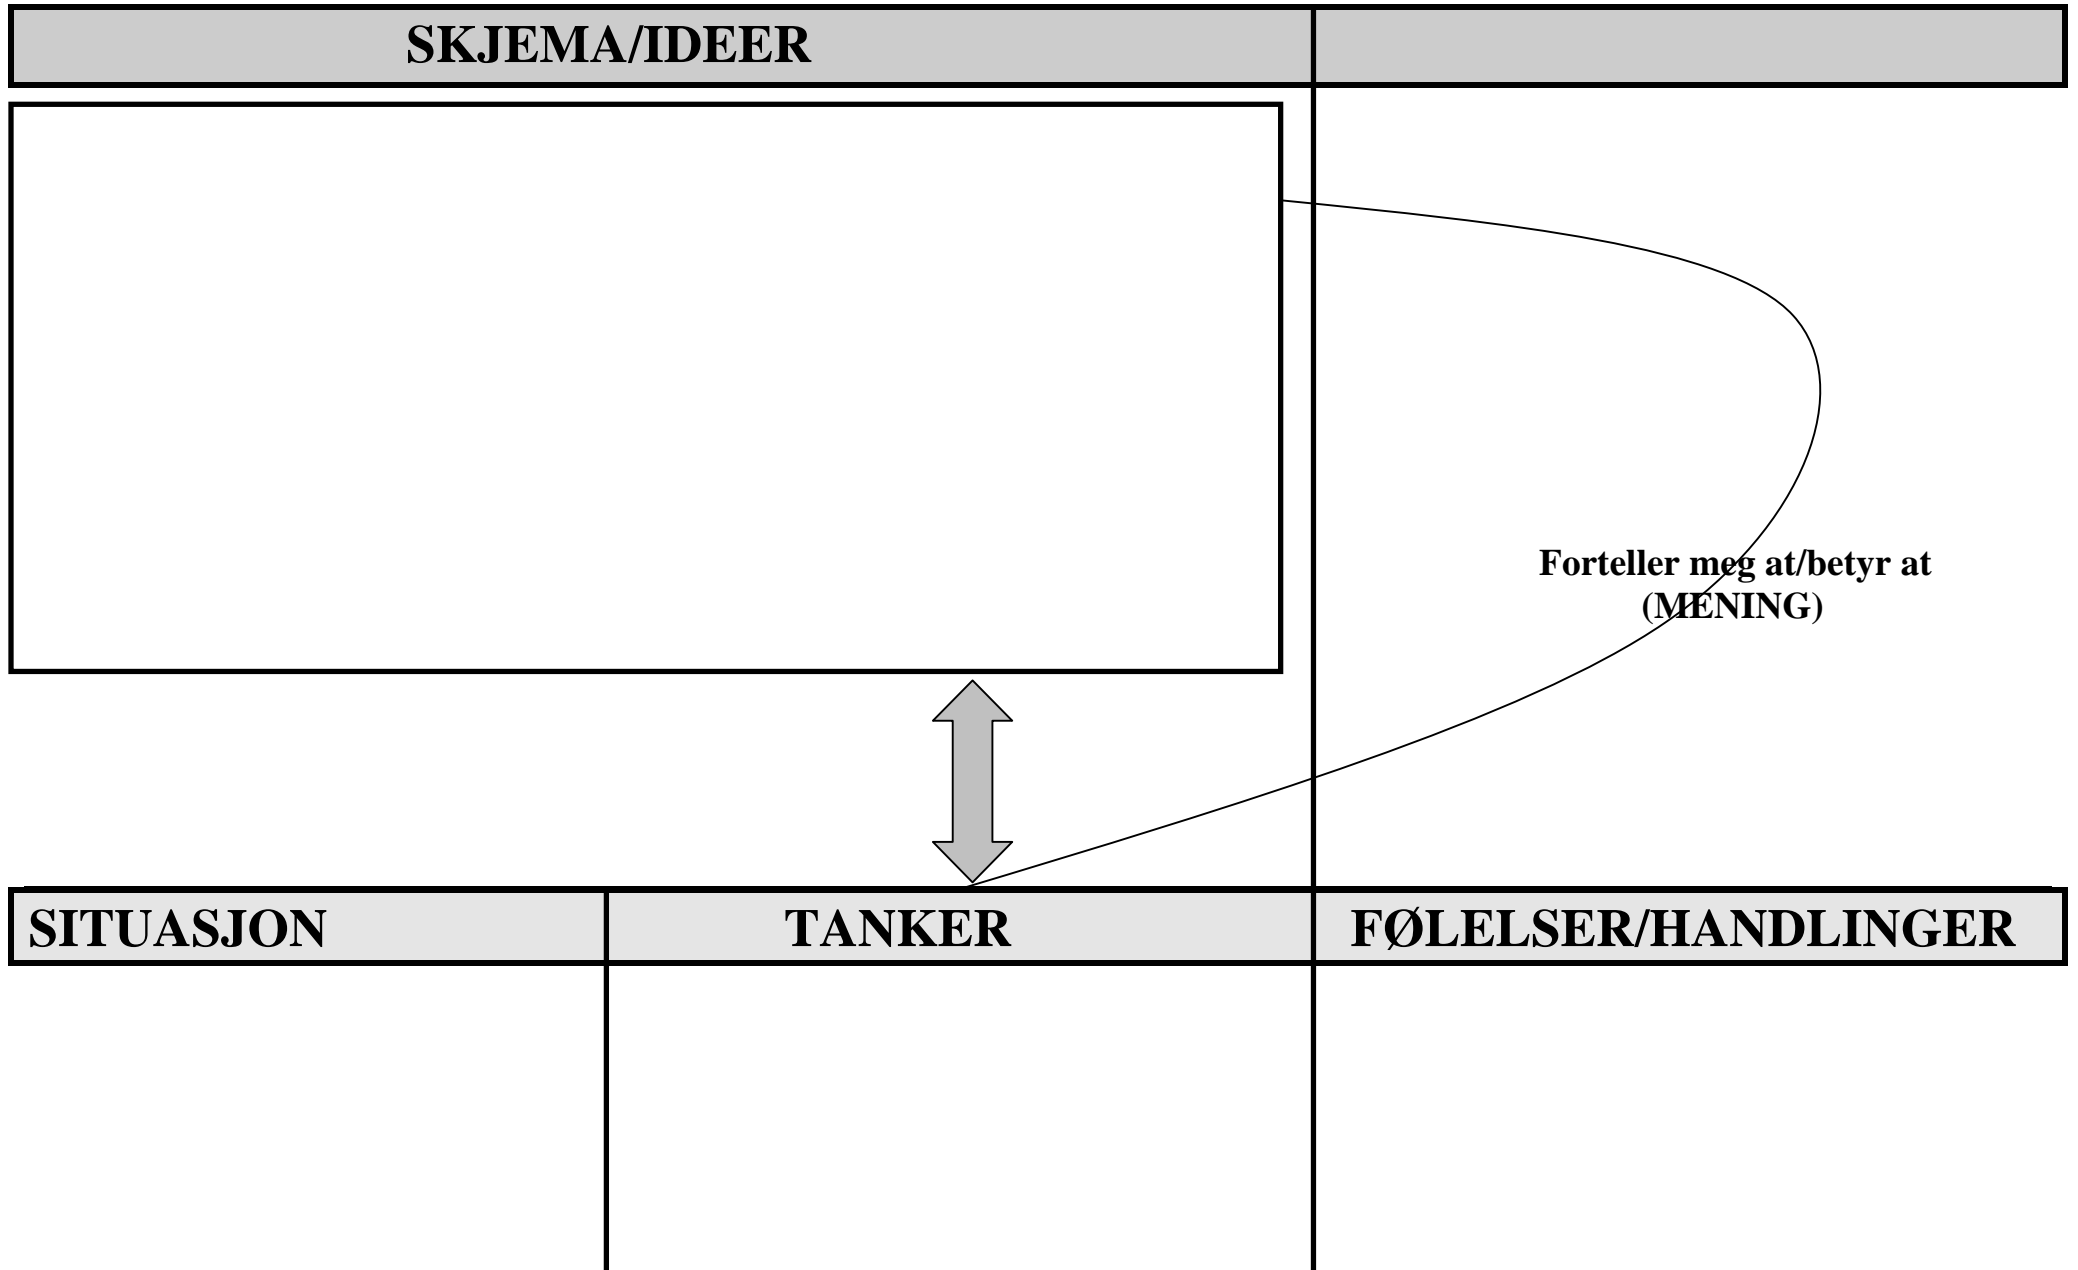 SKJEMA/IDEER
Forteller meg at/betyr at
(MENING)
SITUASJON
TANKER
FØLELSER/HANDLINGER